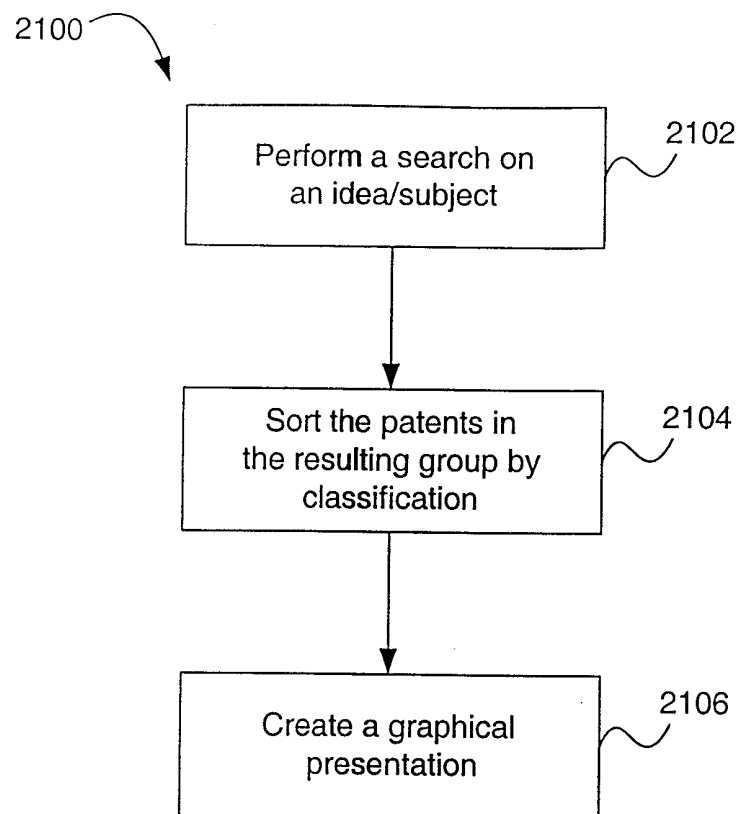 2100
Perform a search on
an idea/subject
2102
Sort the patents in
the resulting group by
classification
2104
Create a graphical
presentation
2106